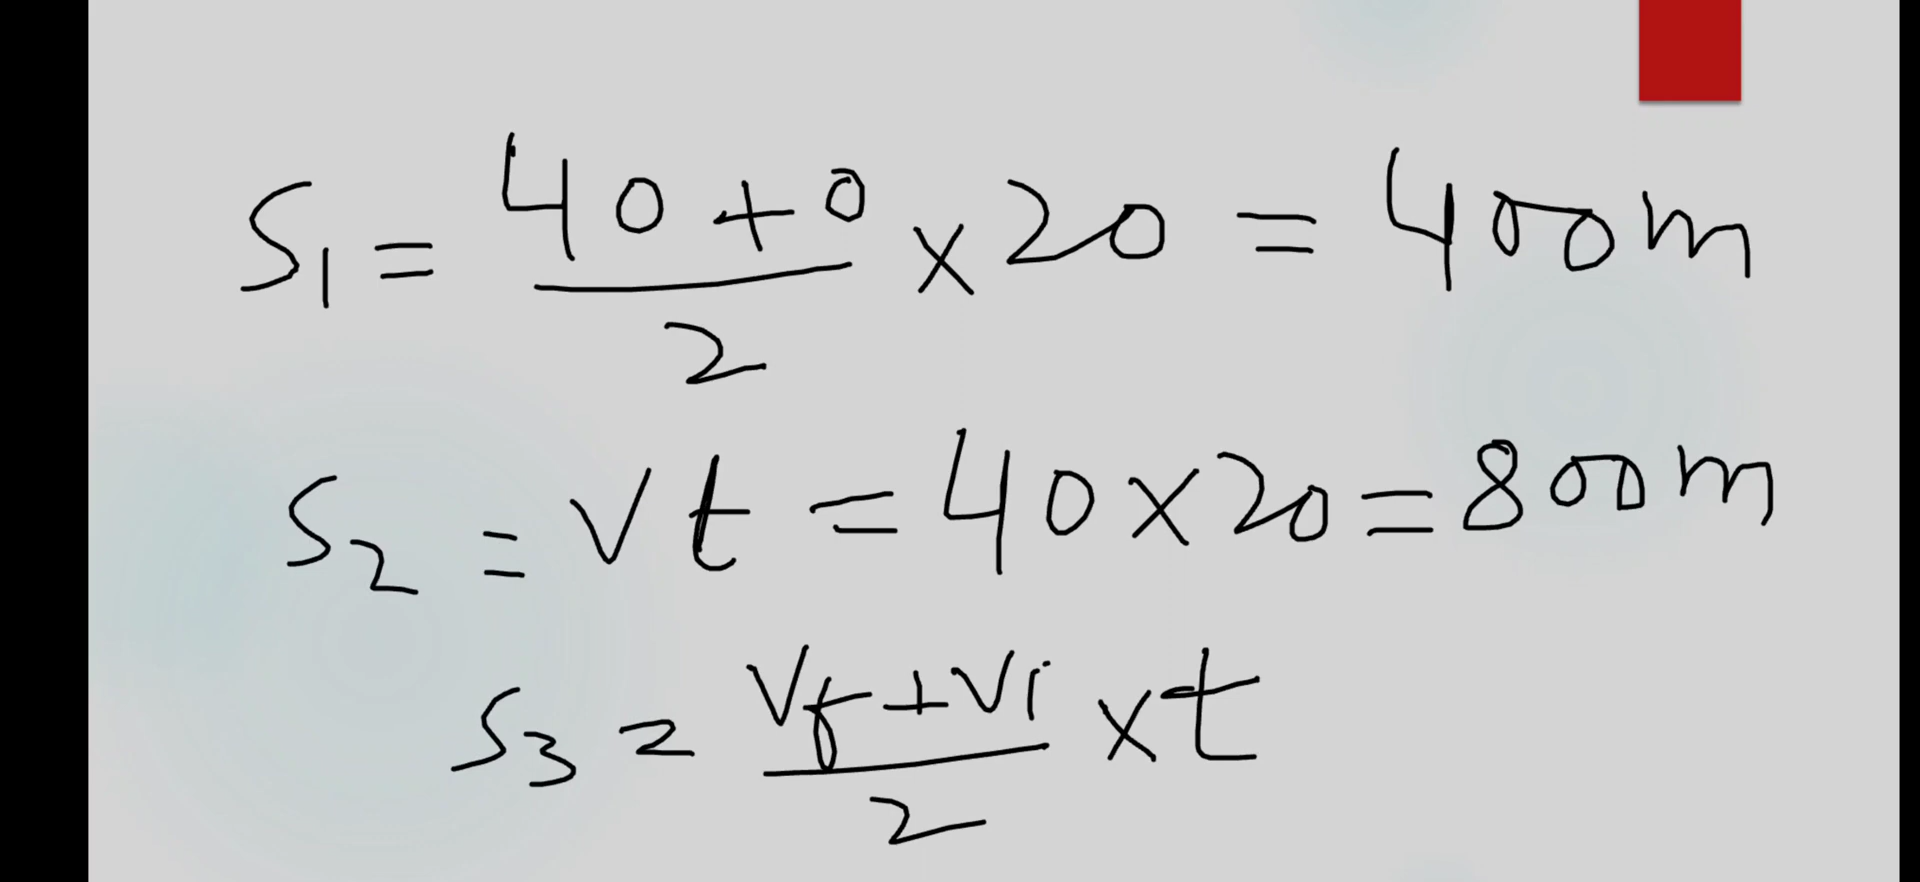 S₁ = (40+0)/2 × 20 = 400m
S₂ = Vt = 40×20 = 800m
S₃ = (Vf+Vi)/2 × t